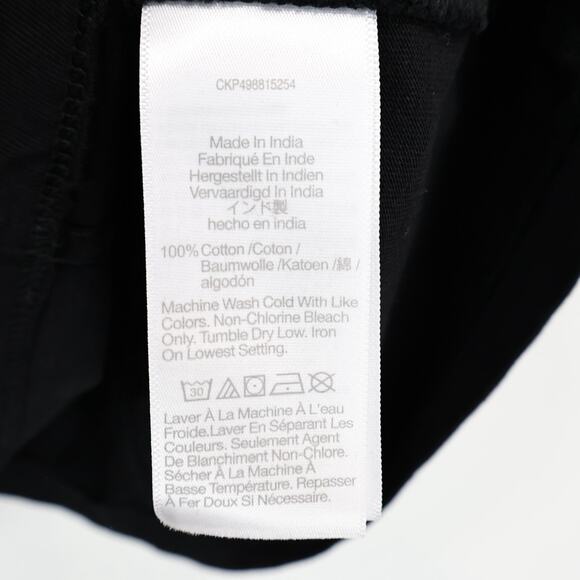 CKP498815254
Made In India
Fabriqué En Inde
Hergestellt In Indien
Vervaardigd In India
インド製
hecho en india
100% Cotton /Coton /
Baumwolle /Katoen /綿 /
algodón
Machine Wash Cold With Like
Colors. Non-Chlorine Bleach
Only. Tumble Dry Low. Iron
On Lowest Setting.
30
Laver À La Machine À L'eau
Froide.Laver En Séparant Les
Couleurs. Seulement Agent
De Blanchiment Non-Chlore.
Sécher À La Machine À
Basse Température. Repasser
À Fer Doux Si Nécessaire.